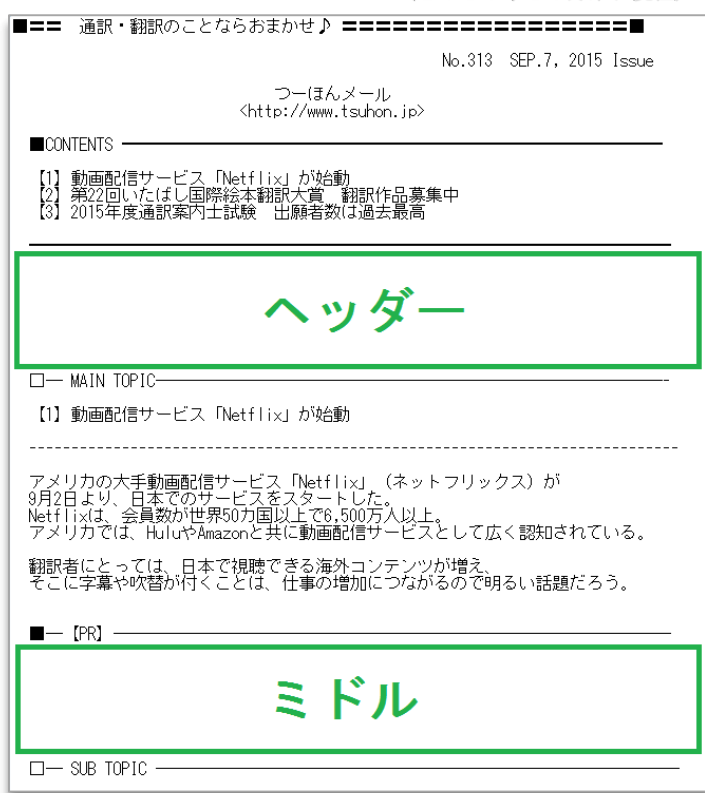 ■== 通訳・翻訳のことならおまかせ♪ =================■
No.313 SEP.7, 2015 Issue
つーほんメール
<http://www.tsuhon.jp>
■CONTENTS ――――――――――――――――――――――――
【1】動画配信サービス「Netflix」が始動
【2】第22回いたばし国際絵本翻訳大賞 翻訳作品募集中
【3】2015年度通訳案内士試験 出願者数は過去最高
ヘッダー
□― MAIN TOPIC――――――――――――――――――――――-
【1】動画配信サービス「Netflix」が始動
-----------------------------------------------------------------------------
アメリカの大手動画配信サービス「Netflix」(ネットフリックス)が
9月2日より、日本でのサービスをスタートした。
Netflixは、会員数が世界50カ国以上で6,500万人以上。
アメリカでは、HuluやAmazonと共に動画配信サービスとして広く認知されている。
翻訳者にとっては、日本で視聴できる海外コンテンツが増え、
そこに字幕や吹替が付くことは、仕事の増加につながるので明るい話題だろう。
■―【PR】――――――――――――――――――――――――
ミドル
□― SUB TOPIC ――――――――――――――――――――――